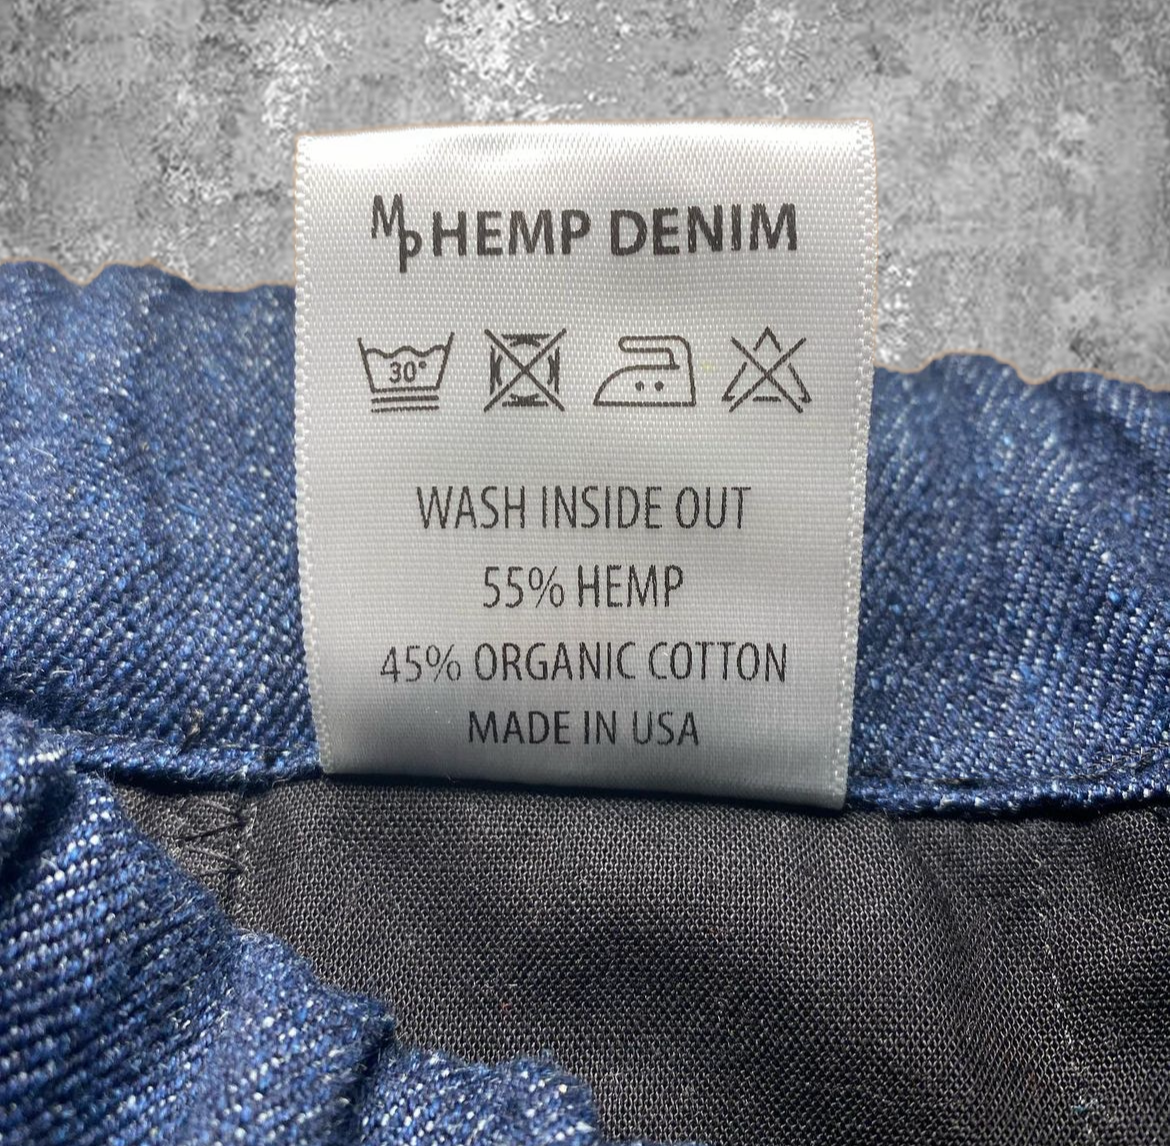 Mp HEMP DENIM
30°
WASH INSIDE OUT
55% HEMP
45% ORGANIC COTTON
MADE IN USA